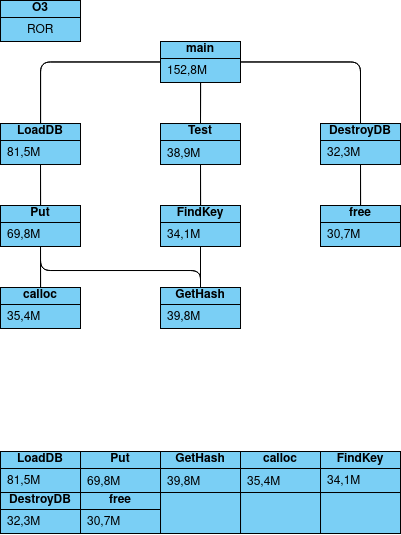 O3
ROR
main
152,8M
LoadDB Test DestroyDB
81,5M 38,9M 32,3M
Put FindKey free
69,8M 34,1M 30,7M
calloc GetHash
35,4M 39,8M
LoadDB Put GetHash calloc FindKey
81,5M 69,8M 39,8M 35,4M 34,1M
DestroyDB free
32,3M 30,7M